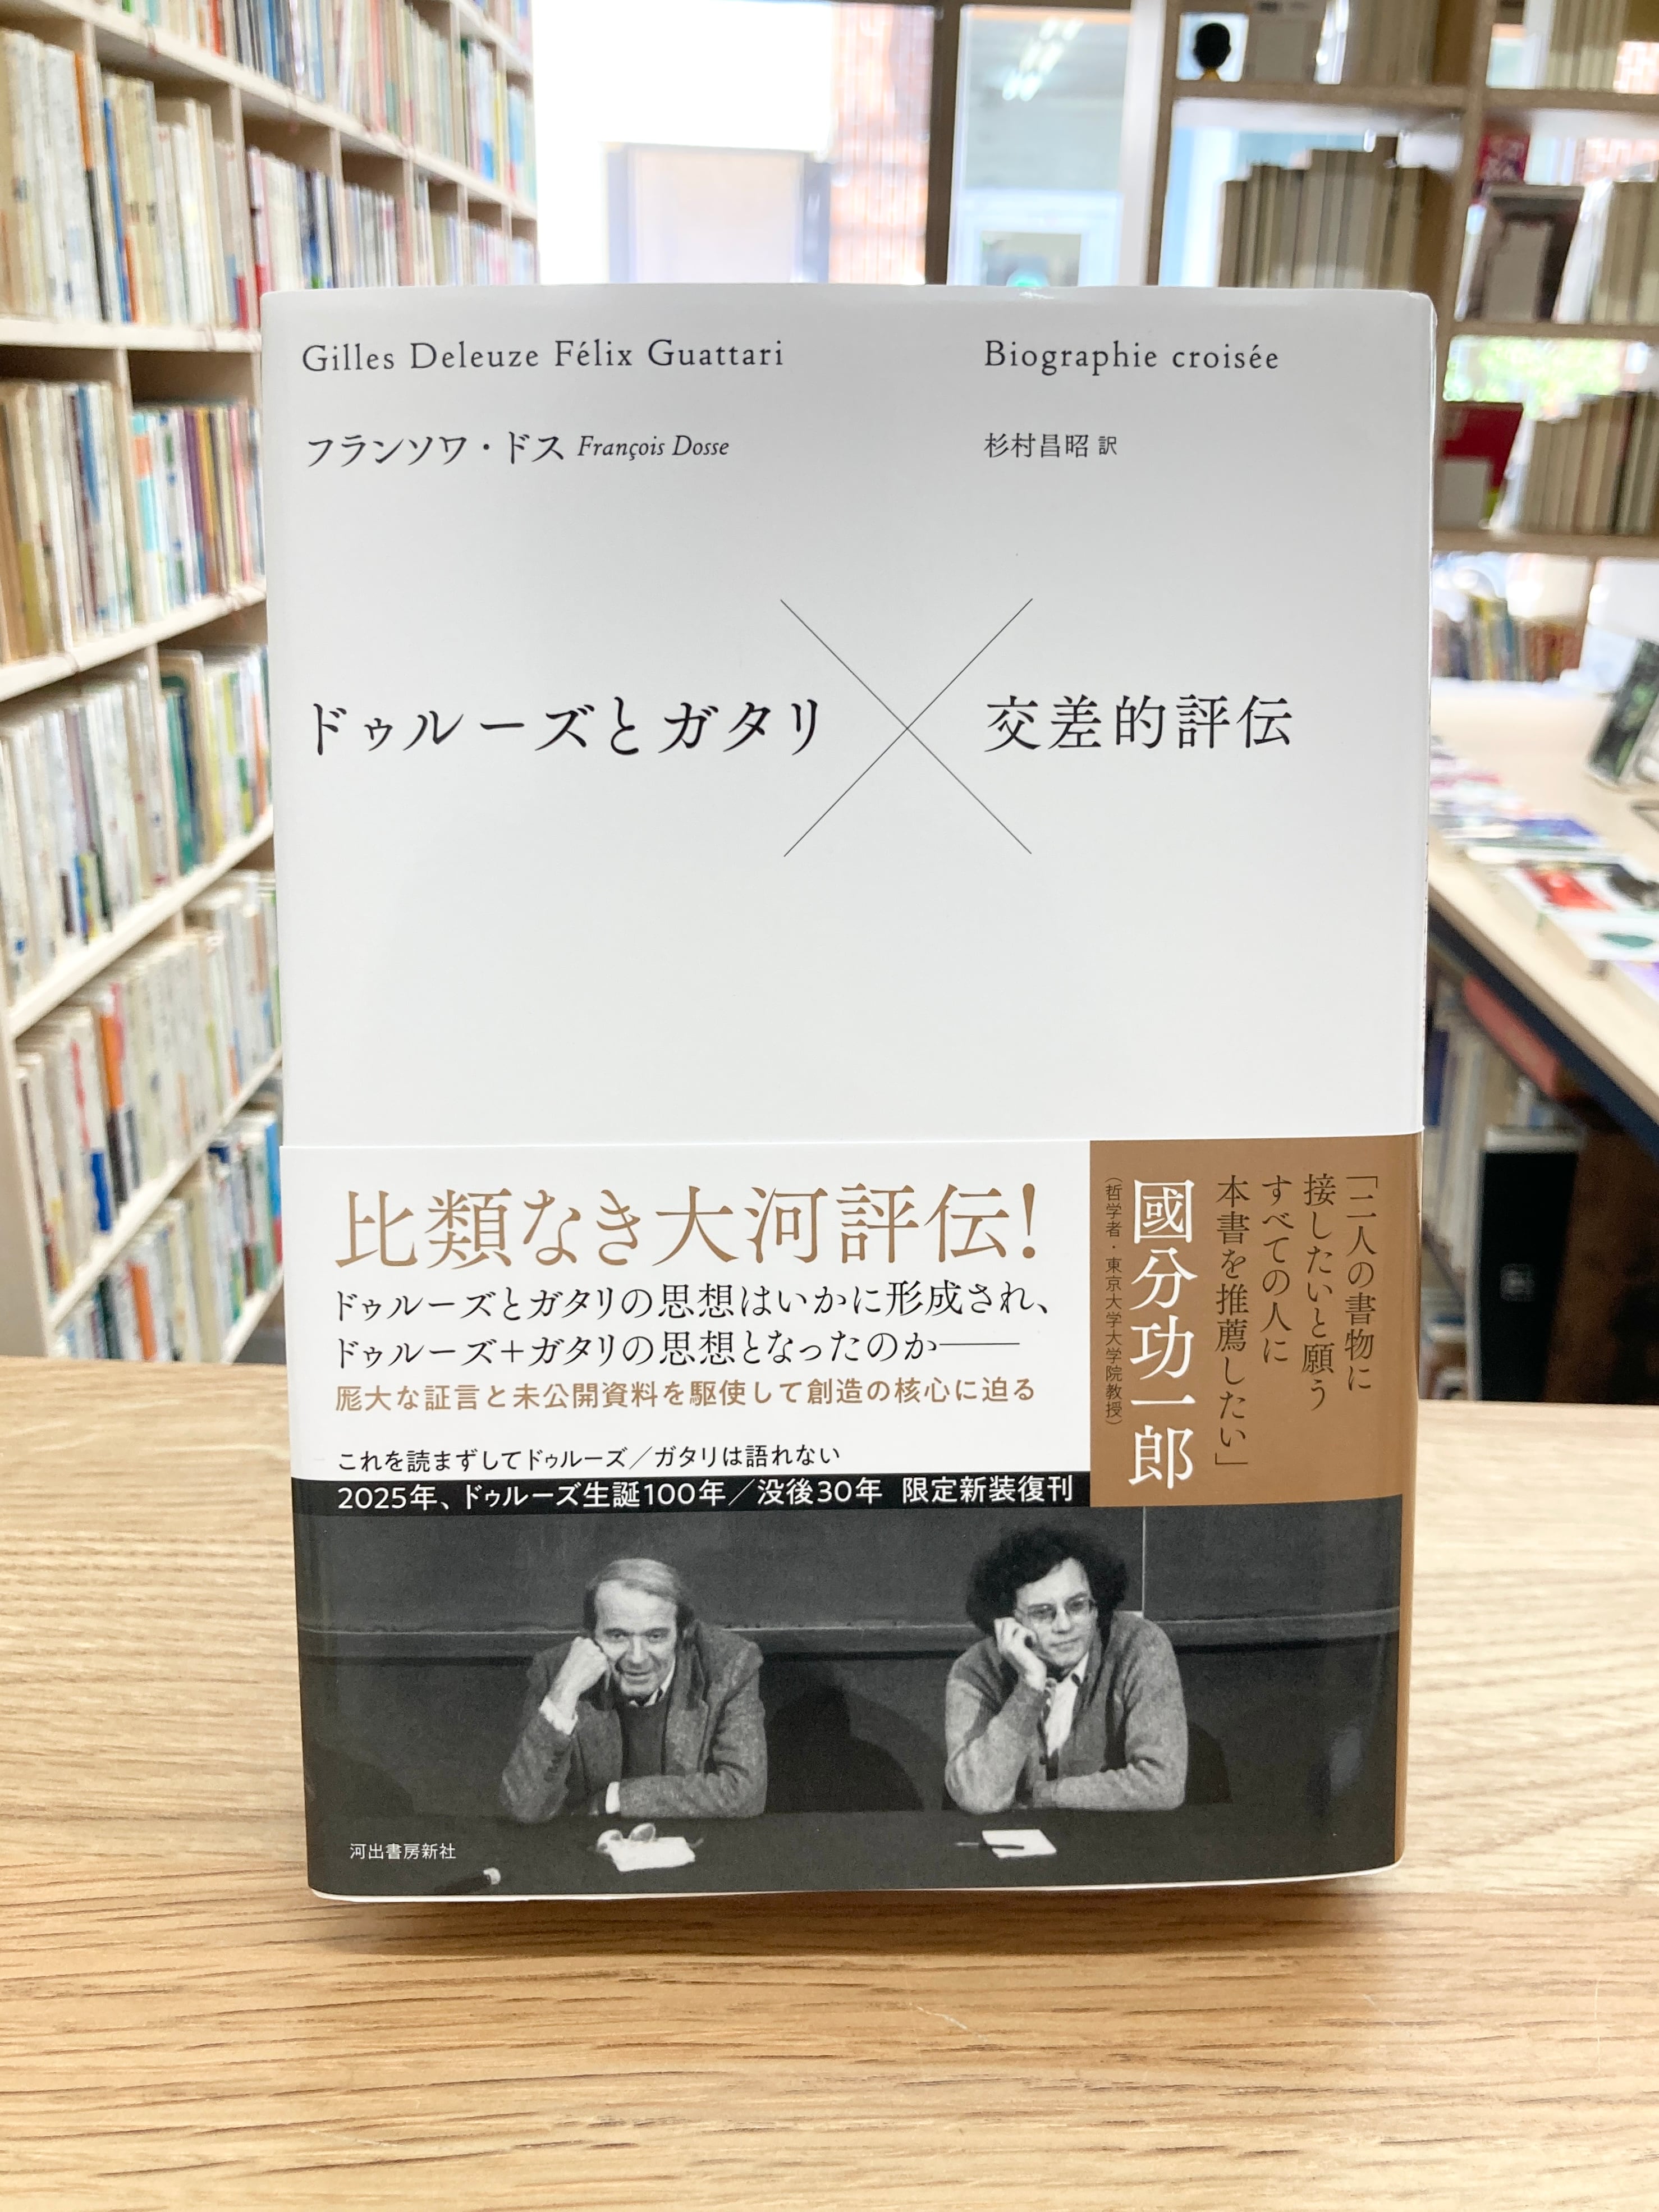 Gilles Deleuze Félix Guattari
Biographie croisée
フランソワ・ドス François Dosse
杉村昌昭 訳
ドゥルーズとガタリ
交差的評伝
比類なき大河評伝!
ドゥルーズとガタリの思想はいかに形成され、
ドゥルーズ+ガタリの思想となったのか——
厖大な証言と未公開資料を駆使して創造の核心に迫る
これを読まずしてドゥルーズ/ガタリは語れない
2025年、ドゥルーズ生誕100年/没後30年 限定新装復刊
「二人の書物に
接したいと願う
すべての人に
本書を推薦したい」
國分功一郎
(哲学者・東京大学大学院教授)
河出書房新社